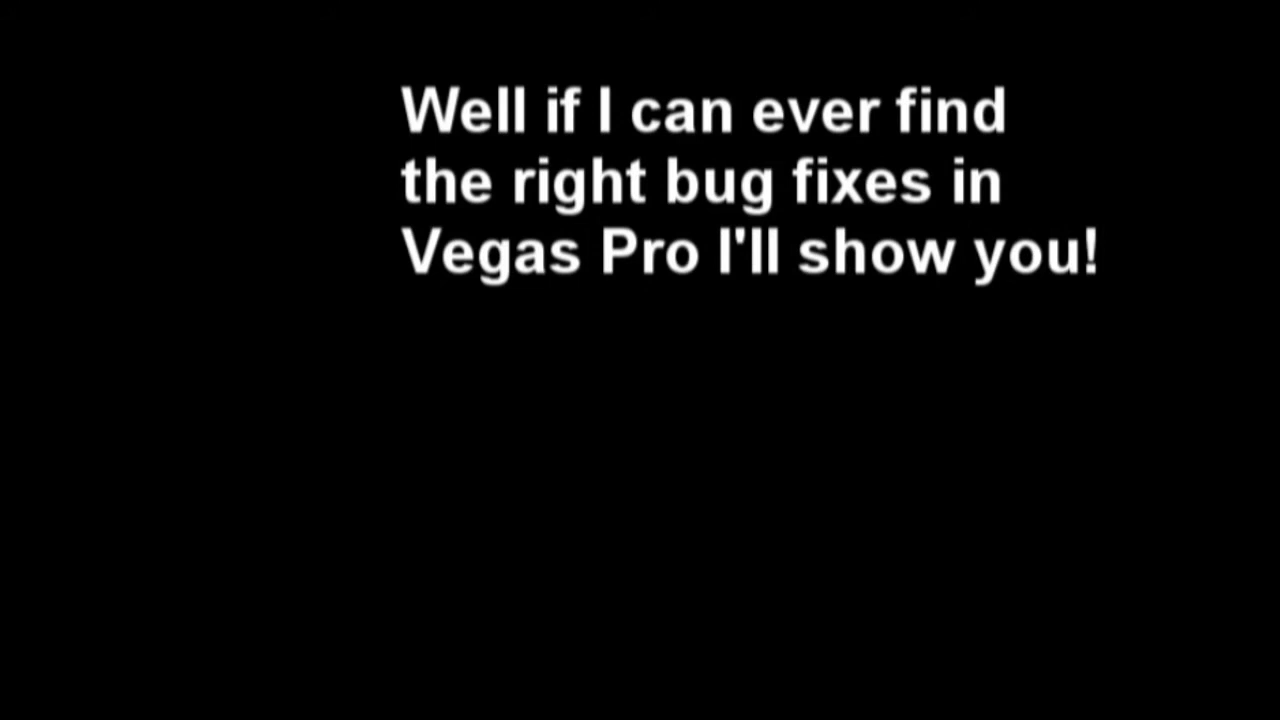 Well if I can ever find
the right bug fixes in
Vegas Pro I'll show you!